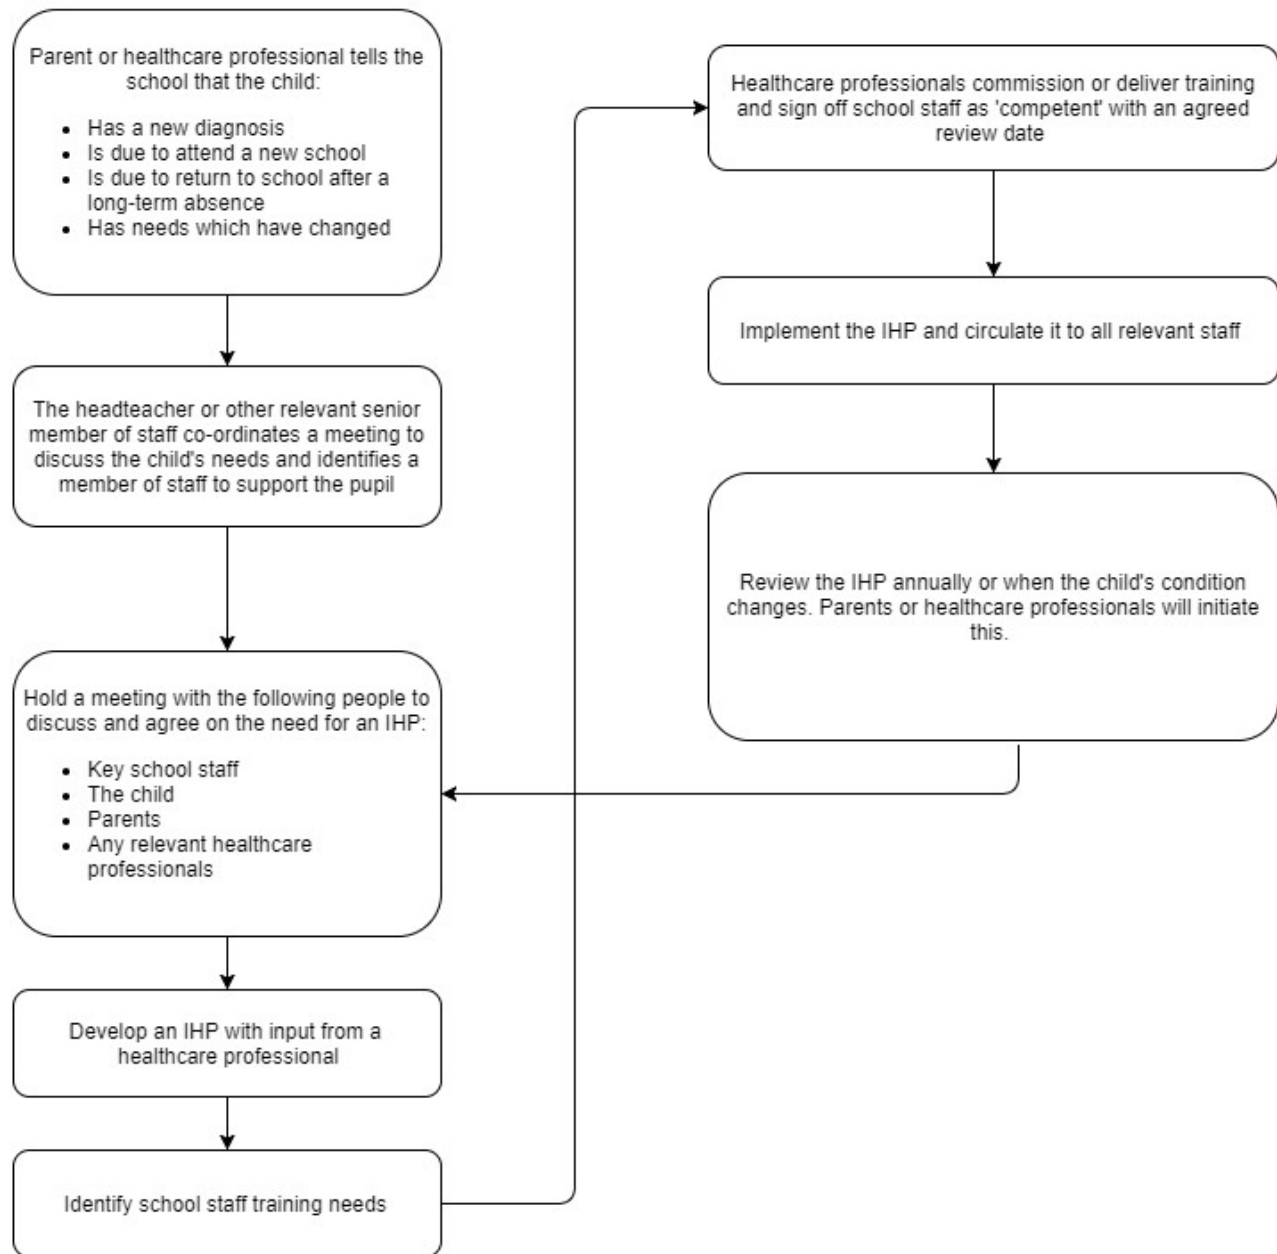 Parent or healthcare professional tells the
school that the child:
• Has a new diagnosis
• Is due to attend a new school
• Is due to return to school after a
long-term absence
• Has needs which have changed
The headteacher or other relevant senior
member of staff co-ordinates a meeting to
discuss the child's needs and identifies a
member of staff to support the pupil
Hold a meeting with the following people to
discuss and agree on the need for an IHP:
• Key school staff
• The child
• Parents
• Any relevant healthcare
professionals
Develop an IHP with input from a
healthcare professional
Identify school staff training needs
Healthcare professionals commission or deliver training
and sign off school staff as 'competent' with an agreed
review date
Implement the IHP and circulate it to all relevant staff
Review the IHP annually or when the child's condition
changes. Parents or healthcare professionals will initiate
this.